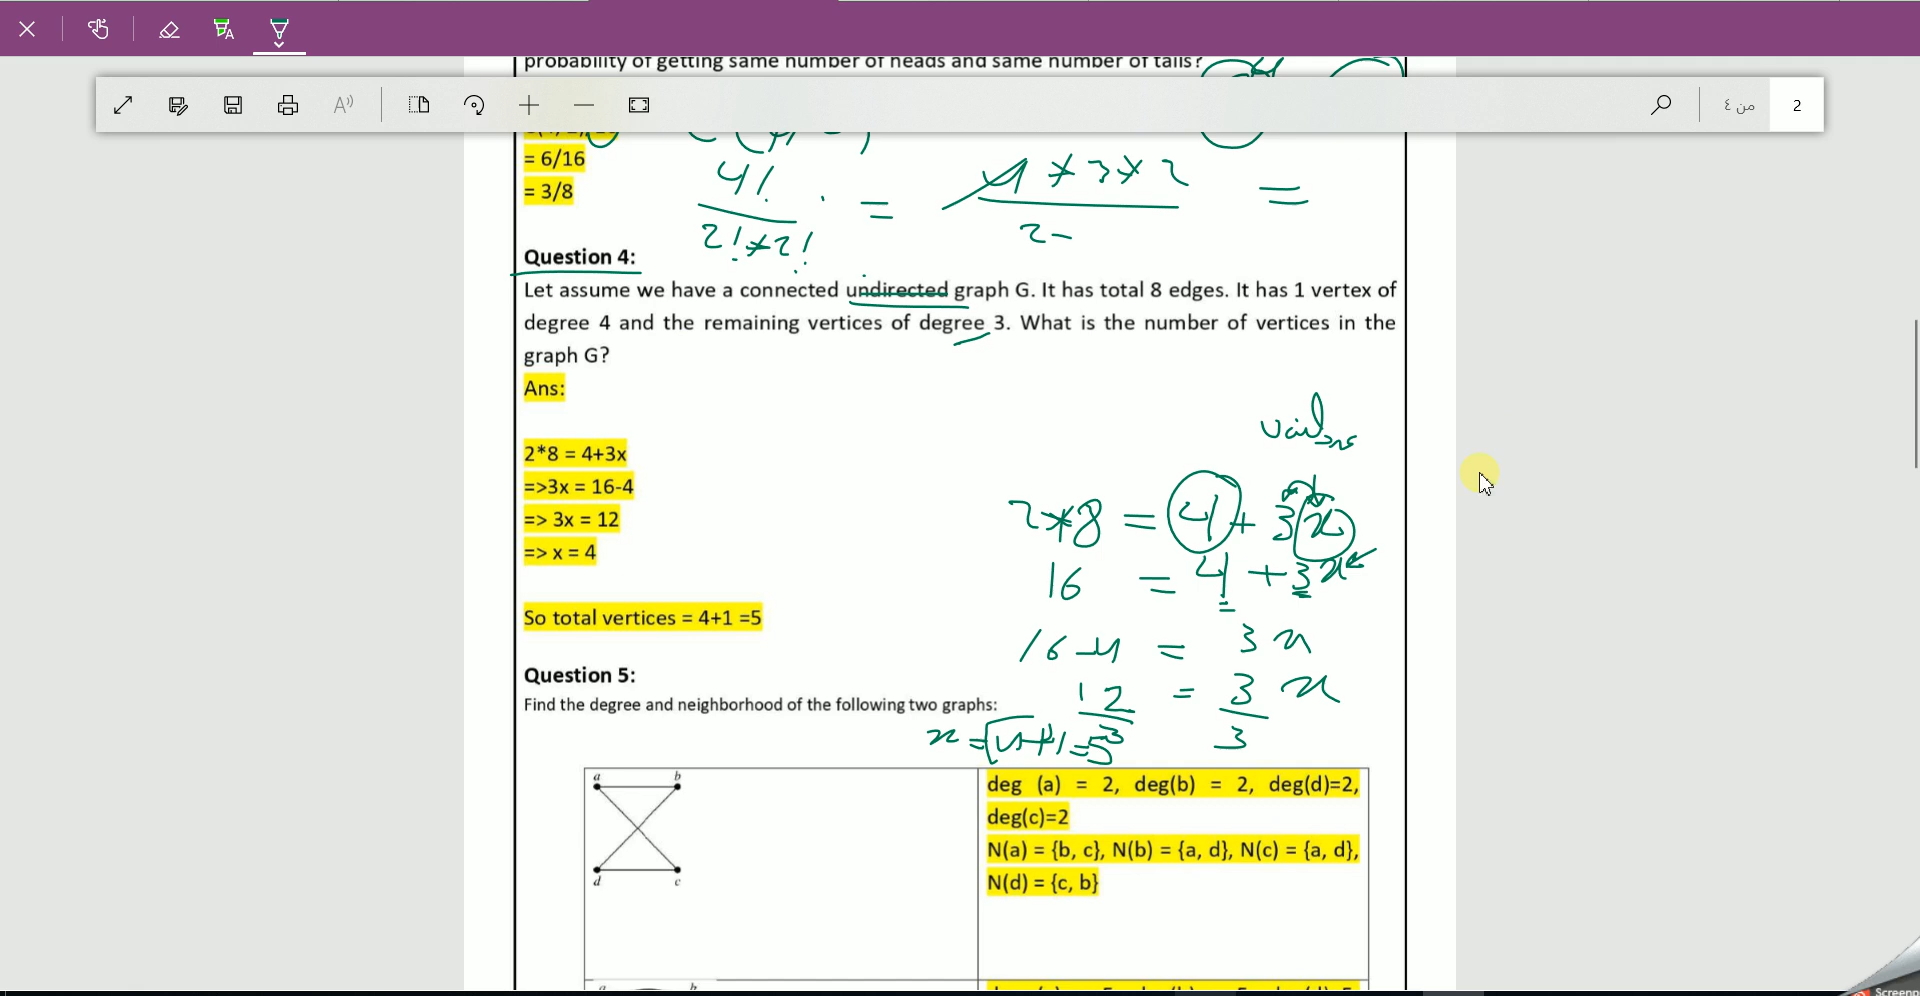 probability of getting same number of heads and same number of tails?
2
من ٤
= 6/16
= 3/8
4!
2!*2!
=
4 * 3 * 2
2
=
Question 4:
Let assume we have a connected undirected graph G. It has total 8 edges. It has 1 vertex of
degree 4 and the remaining vertices of degree 3. What is the number of vertices in the
graph G?
Ans:
2*8 = 4+3x
=>3x = 16-4
=> 3x = 12
=> x = 4
So total vertices = 4+1 =5
2*8 = 4 + 3x
16 = 4 + 3x
16-4 = 3x
12 = 3 x
3 3
Question 5:
Find the degree and neighborhood of the following two graphs:
a b
d c
deg (a) = 2, deg(b) = 2, deg(d)=2,
deg(c)=2
N(a) = {b, c}, N(b) = {a, d}, N(c) = {a, d},
N(d) = {c, b}
a b